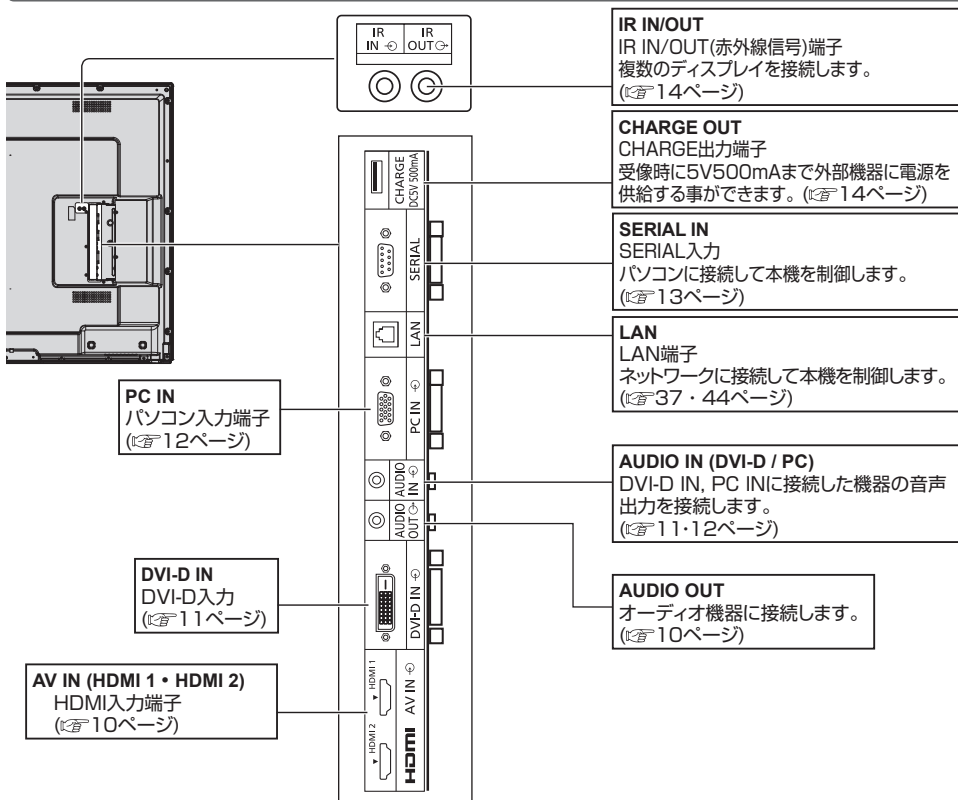 IR IN
IR OUT
IR IN/OUT
IR IN/OUT(赤外線信号)端子
複数のディスプレイを接続します。
(☞14ページ)
CHARGE OUT
CHARGE出力端子
受像時に5V500mAまで外部機器に電源を
供給する事ができます。(☞14ページ)
SERIAL IN
SERIAL入力
パソコンに接続して本機を制御します。
(☞13ページ)
LAN
LAN端子
ネットワークに接続して本機を制御します。
(☞37・44ページ)
AUDIO IN (DVI-D / PC)
DVI-D IN, PC INに接続した機器の音声
出力を接続します。
(☞11・12ページ)
AUDIO OUT
オーディオ機器に接続します。
(☞10ページ)
PC IN
パソコン入力端子
(☞12ページ)
DVI-D IN
DVI-D入力
(☞11ページ)
AV IN (HDMI 1・HDMI 2)
HDMI入力端子
(☞10ページ)
CHARGE
DC5V 500mA
SERIAL
LAN
PC IN
AUDIO
IN
AUDIO
OUT
DVI-D IN
HDMI 1
HDMI 2
AV IN
HDMI